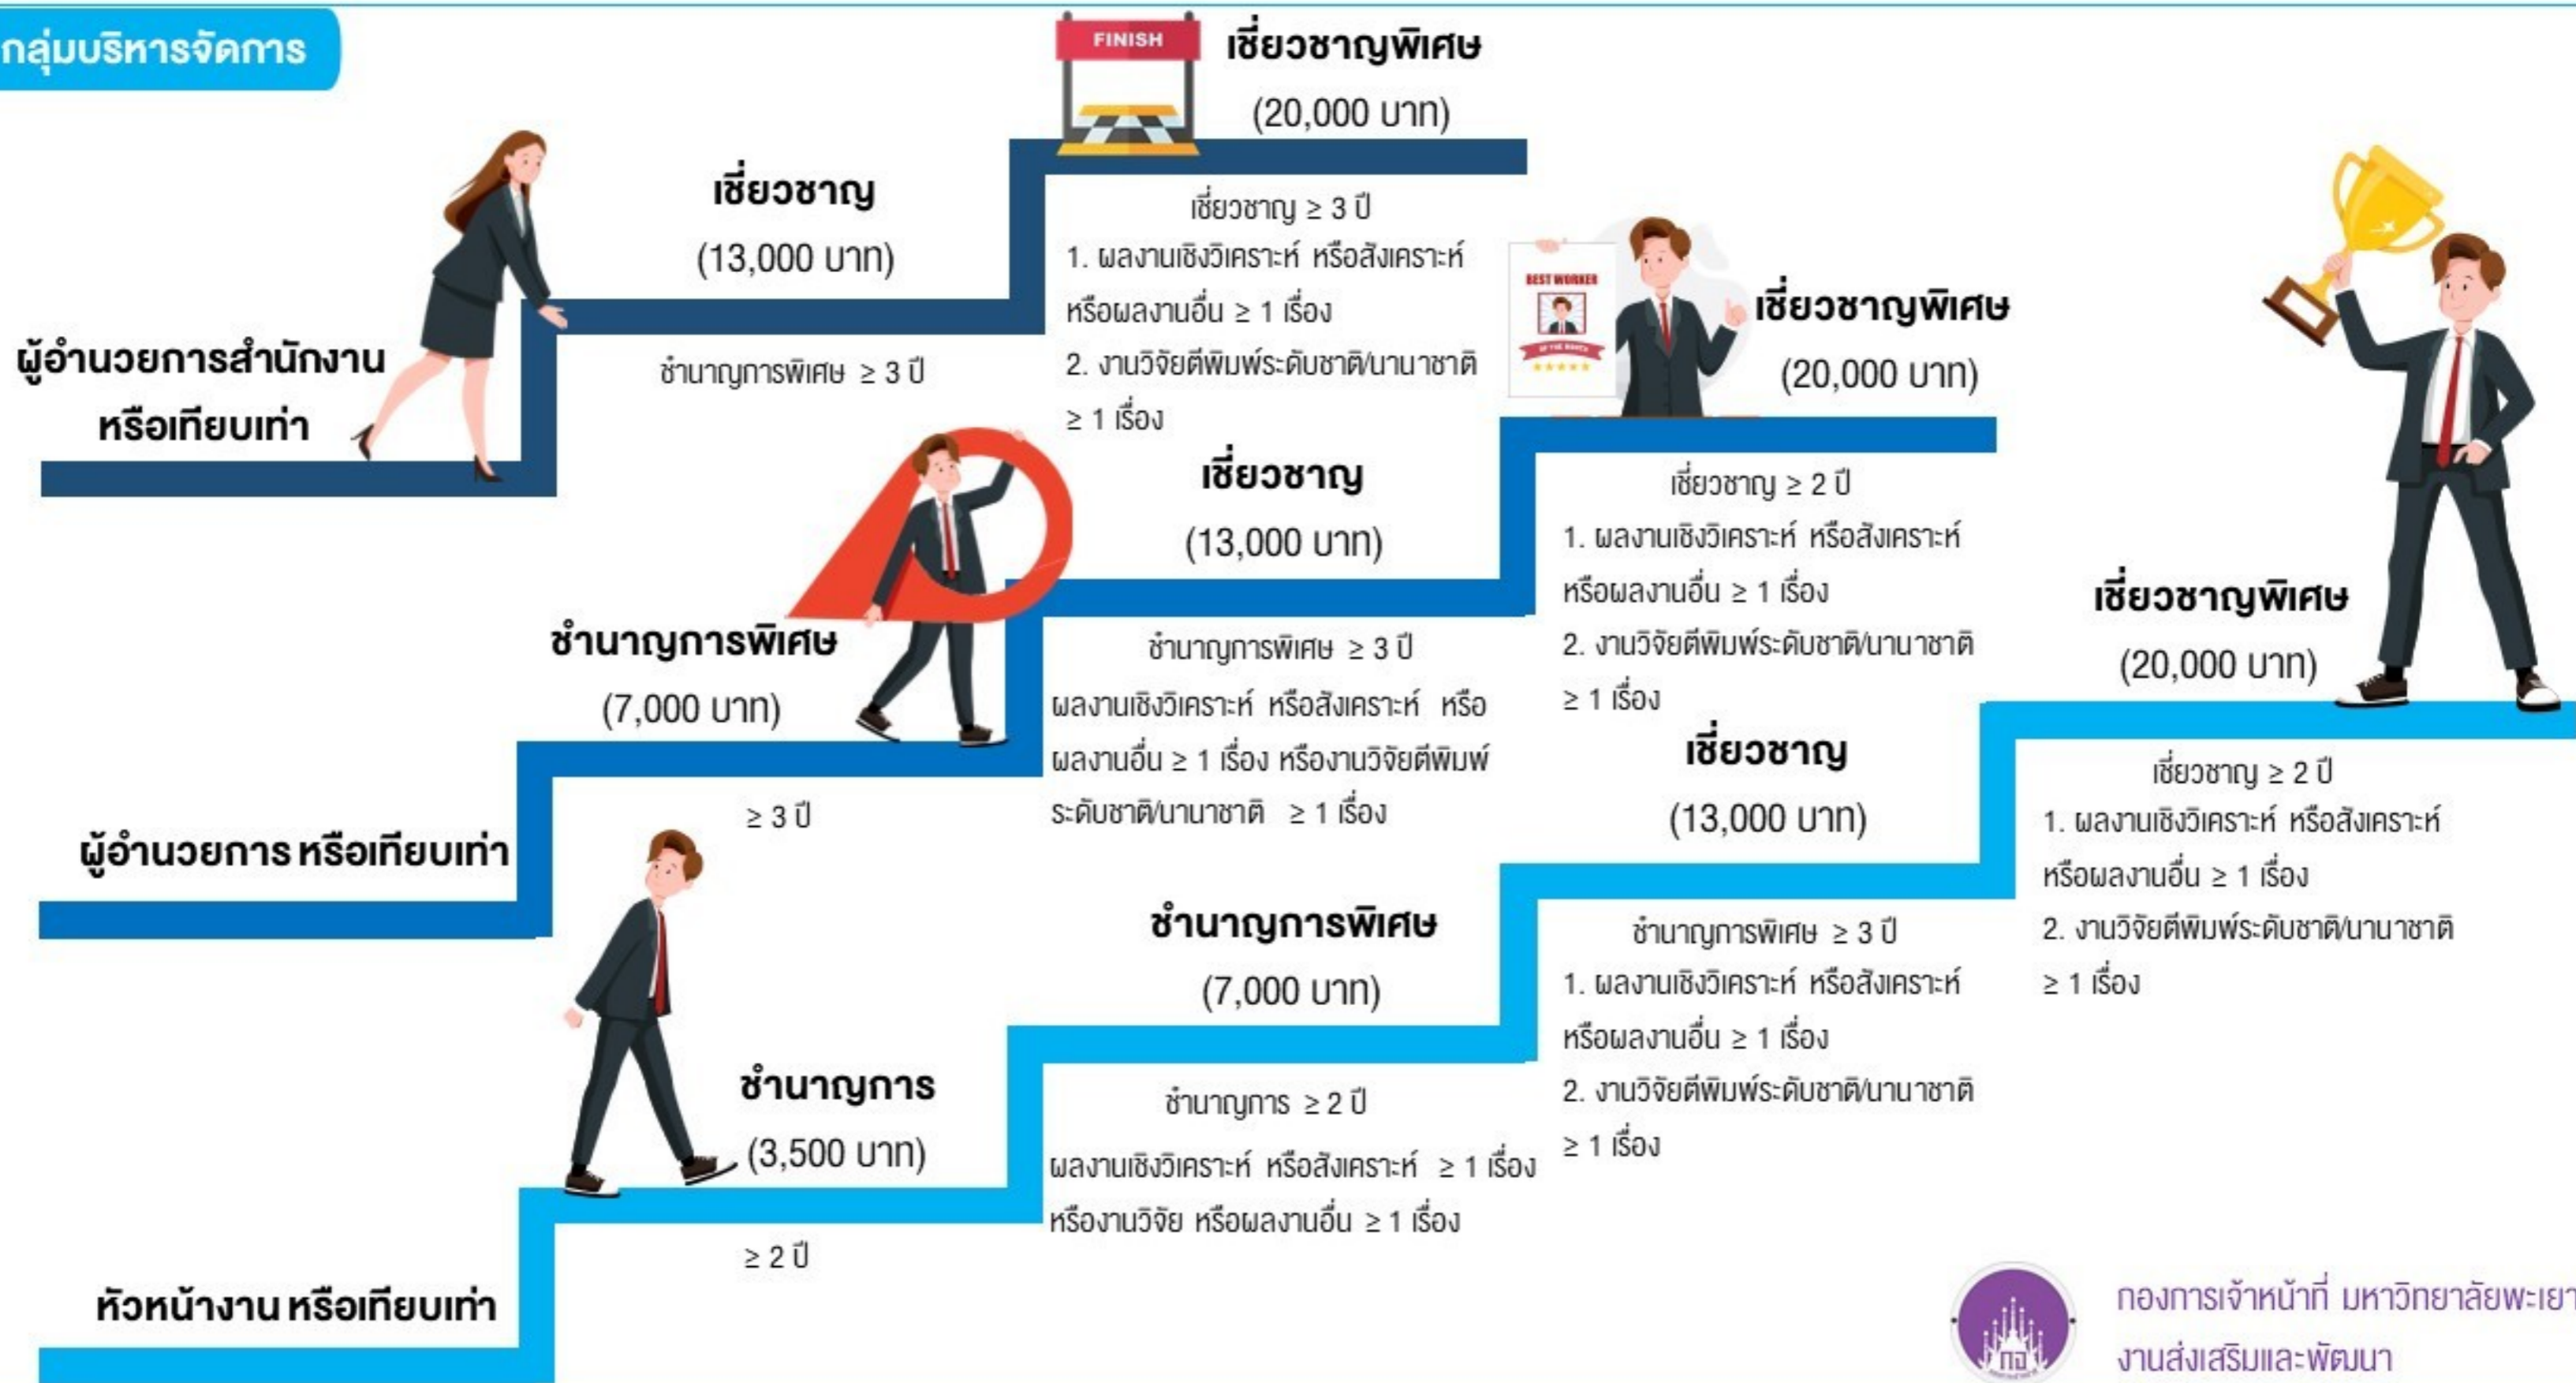 กลุ่มบริหารจัดการ
FINISH
เชี่ยวชาญพิเศษ
(20,000 บาท)
เชี่ยวชาญ
(13,000 บาท)
เชี่ยวชาญ ≥ 3 ปี
1. ผลงานเชิงวิเคราะห์ หรือสังเคราะห์
หรือผลงานอื่น ≥ 1 เรื่อง
2. งานวิจัยตีพิมพ์ระดับชาติ/นานาชาติ
≥ 1 เรื่อง
ชำนาญการพิเศษ ≥ 3 ปี
ผู้อำนวยการสำนักงาน
หรือเทียบเท่า
BEST WORKER
OF THE MONTH
เชี่ยวชาญพิเศษ
(20,000 บาท)
เชี่ยวชาญ
(13,000 บาท)
เชี่ยวชาญ ≥ 2 ปี
1. ผลงานเชิงวิเคราะห์ หรือสังเคราะห์
หรือผลงานอื่น ≥ 1 เรื่อง
2. งานวิจัยตีพิมพ์ระดับชาติ/นานาชาติ
≥ 1 เรื่อง
ชำนาญการพิเศษ
(7,000 บาท)
ชำนาญการพิเศษ ≥ 3 ปี
ผลงานเชิงวิเคราะห์ หรือสังเคราะห์ หรือ
ผลงานอื่น ≥ 1 เรื่อง หรืองานวิจัยตีพิมพ์
ระดับชาติ/นานาชาติ ≥ 1 เรื่อง
≥ 3 ปี
ผู้อำนวยการ หรือเทียบเท่า
เชี่ยวชาญพิเศษ
(20,000 บาท)
เชี่ยวชาญ
(13,000 บาท)
เชี่ยวชาญ ≥ 2 ปี
1. ผลงานเชิงวิเคราะห์ หรือสังเคราะห์
หรือผลงานอื่น ≥ 1 เรื่อง
2. งานวิจัยตีพิมพ์ระดับชาติ/นานาชาติ
≥ 1 เรื่อง
ชำนาญการพิเศษ
(7,000 บาท)
ชำนาญการพิเศษ ≥ 3 ปี
1. ผลงานเชิงวิเคราะห์ หรือสังเคราะห์
หรือผลงานอื่น ≥ 1 เรื่อง
2. งานวิจัยตีพิมพ์ระดับชาติ/นานาชาติ
≥ 1 เรื่อง
ชำนาญการ
(3,500 บาท)
ชำนาญการ ≥ 2 ปี
ผลงานเชิงวิเคราะห์ หรือสังเคราะห์ ≥ 1 เรื่อง
หรืองานวิจัย หรือผลงานอื่น ≥ 1 เรื่อง
≥ 2 ปี
หัวหน้างาน หรือเทียบเท่า
กองการเจ้าหน้าที่ มหาวิทยาลัยพะเยา
งานส่งเสริมและพัฒนา